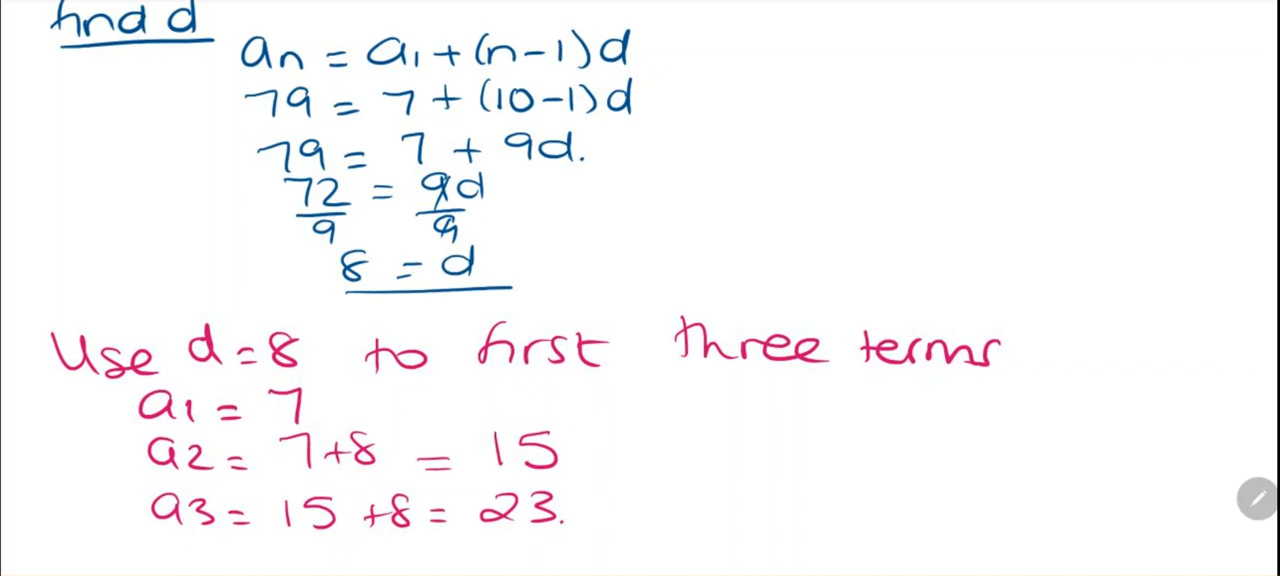 find d
an = a1 + (n-1)d
79 = 7 + (10-1)d
79 = 7 + 9d.
72/9 = 9d/9
8 = d
Use d=8 to first three terms
a1 = 7
a2 = 7+8 = 15
a3 = 15 +8 = 23.